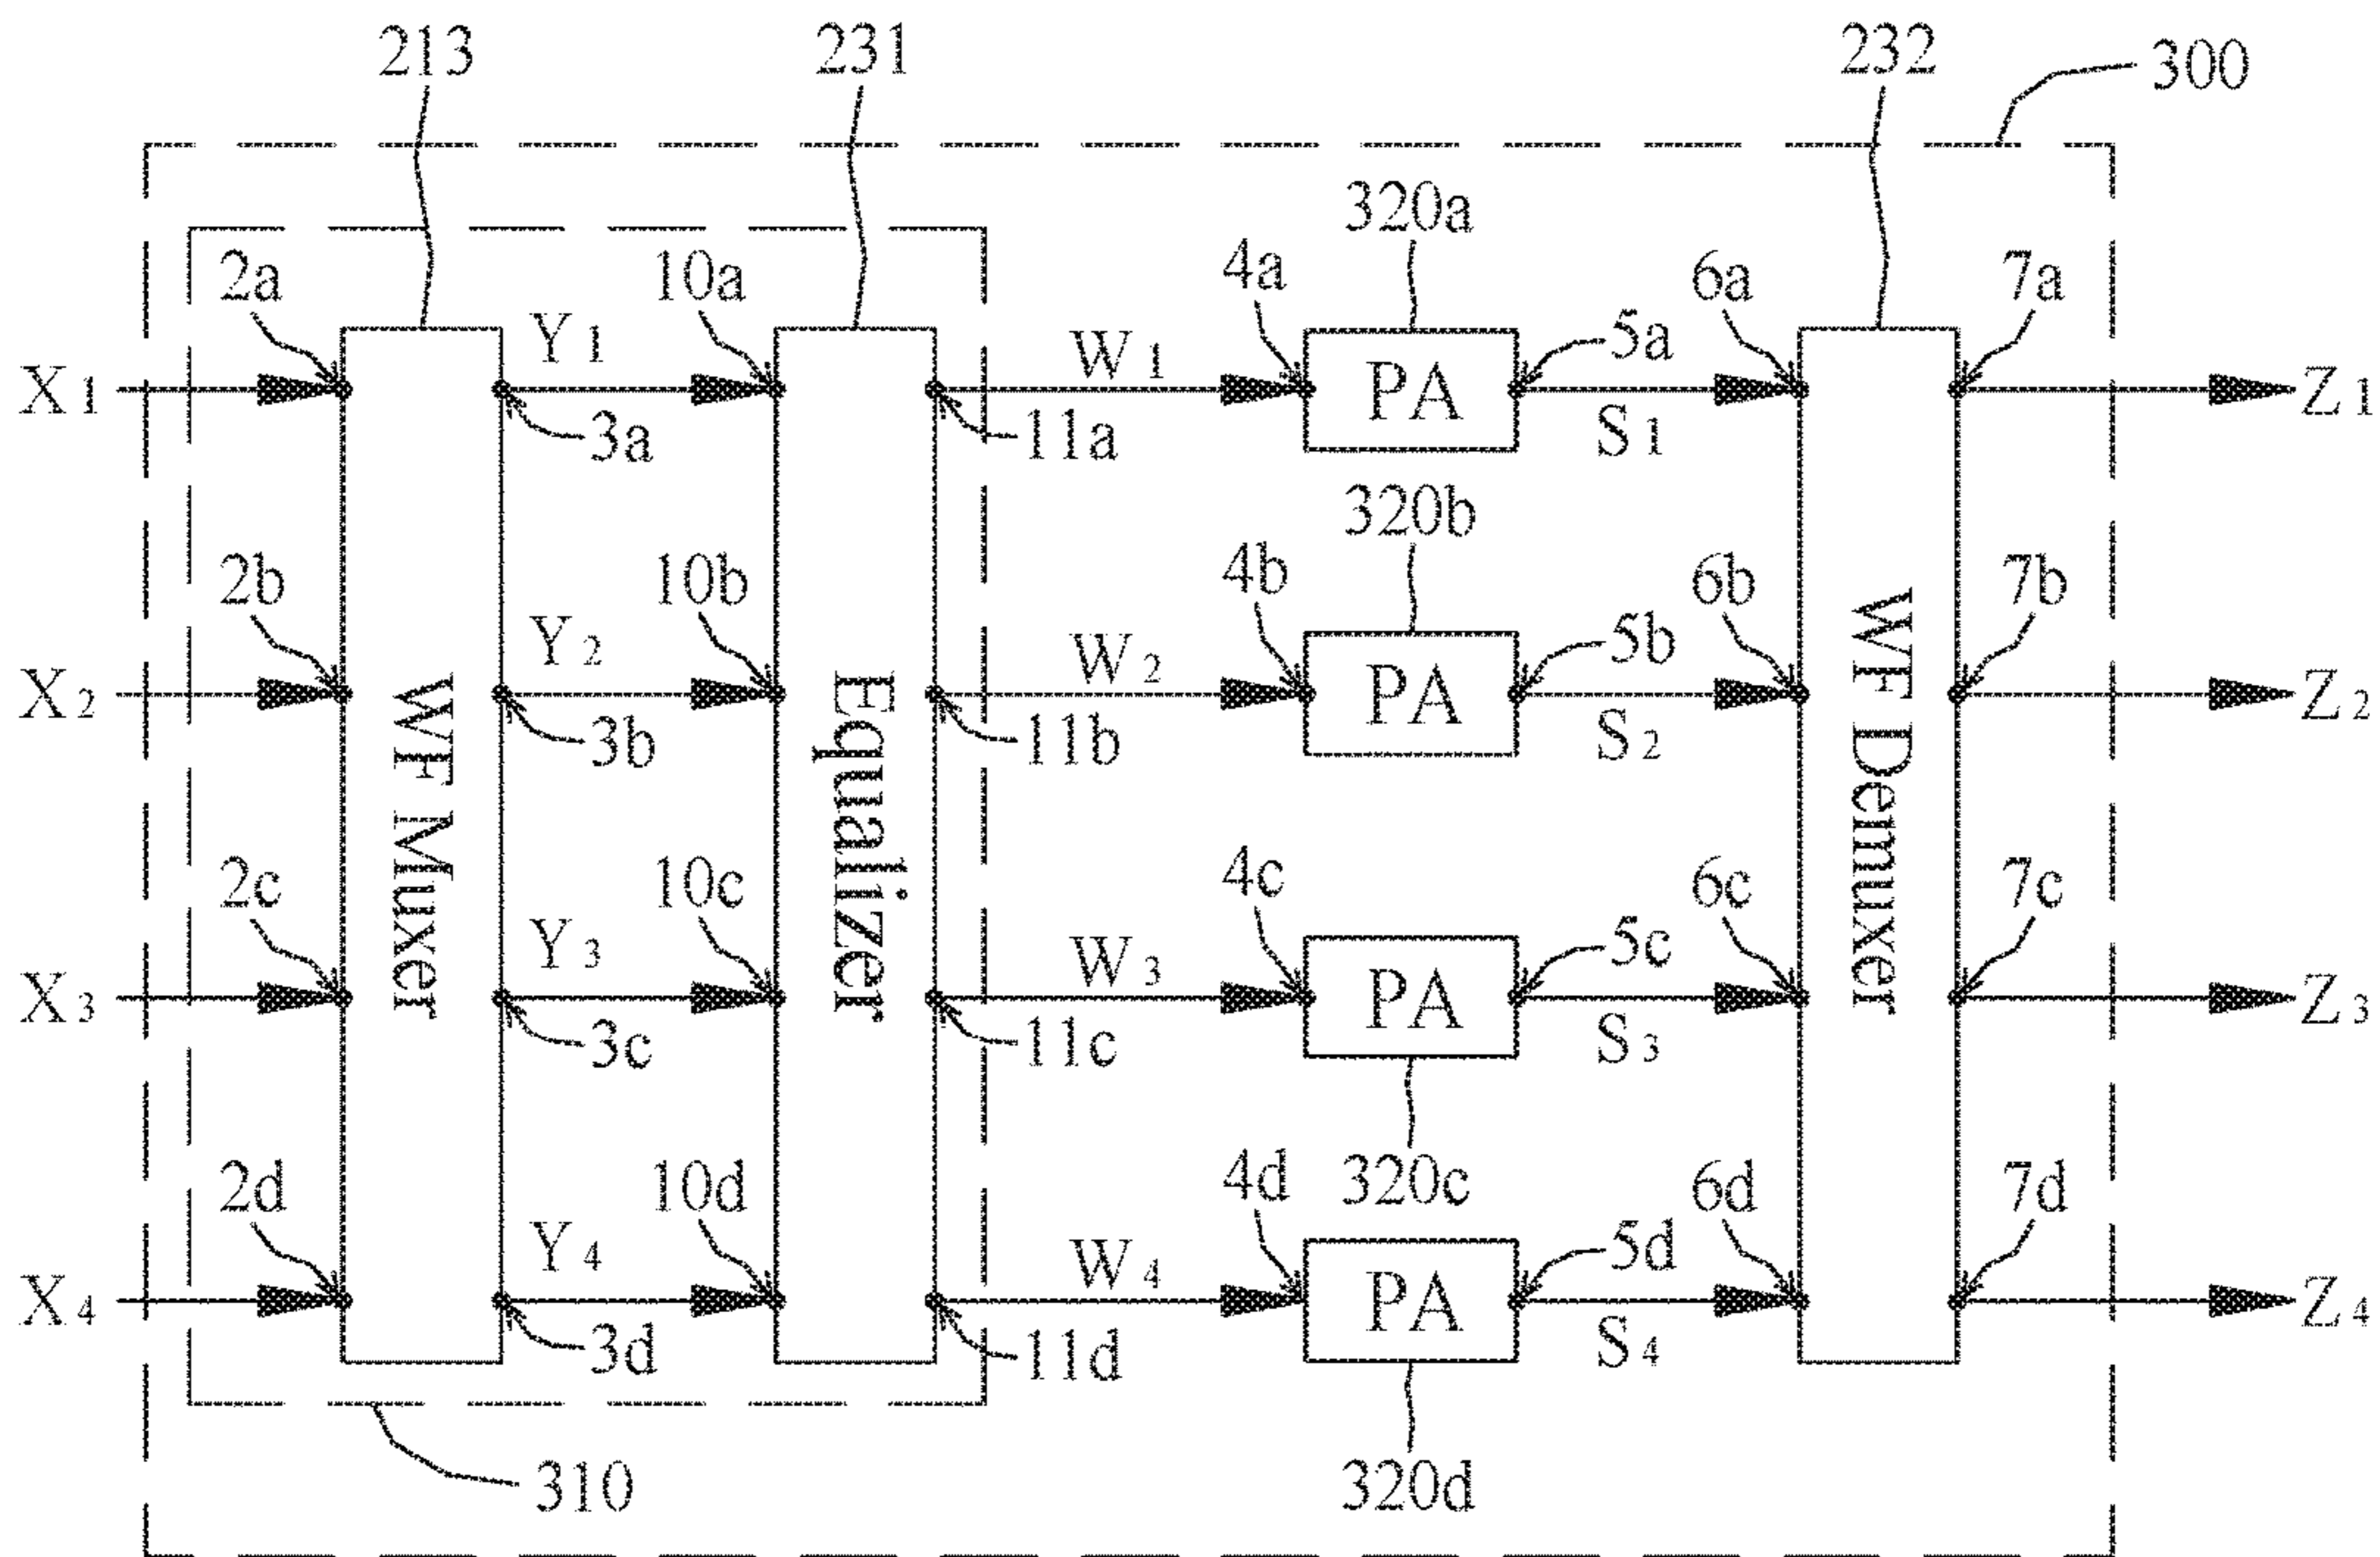 213
231
232
300
320a
2a
10a
4a
6a
7a
Y1
W1
5a
X1
PA
Z1
3a
11a
S1
320b
2b
10b
4b
6b
7b
Y2
W2
5b
X2
PA
Z2
3b
11b
S2
WF Muxer
Equalizer
WF Demuxer
2c
10c
4c
6c
7c
Y3
W3
5c
X3
PA
Z3
3c
11c
S3
320c
2d
10d
4d
6d
7d
Y4
W4
5d
X4
PA
Z4
3d
11d
S4
310
320d